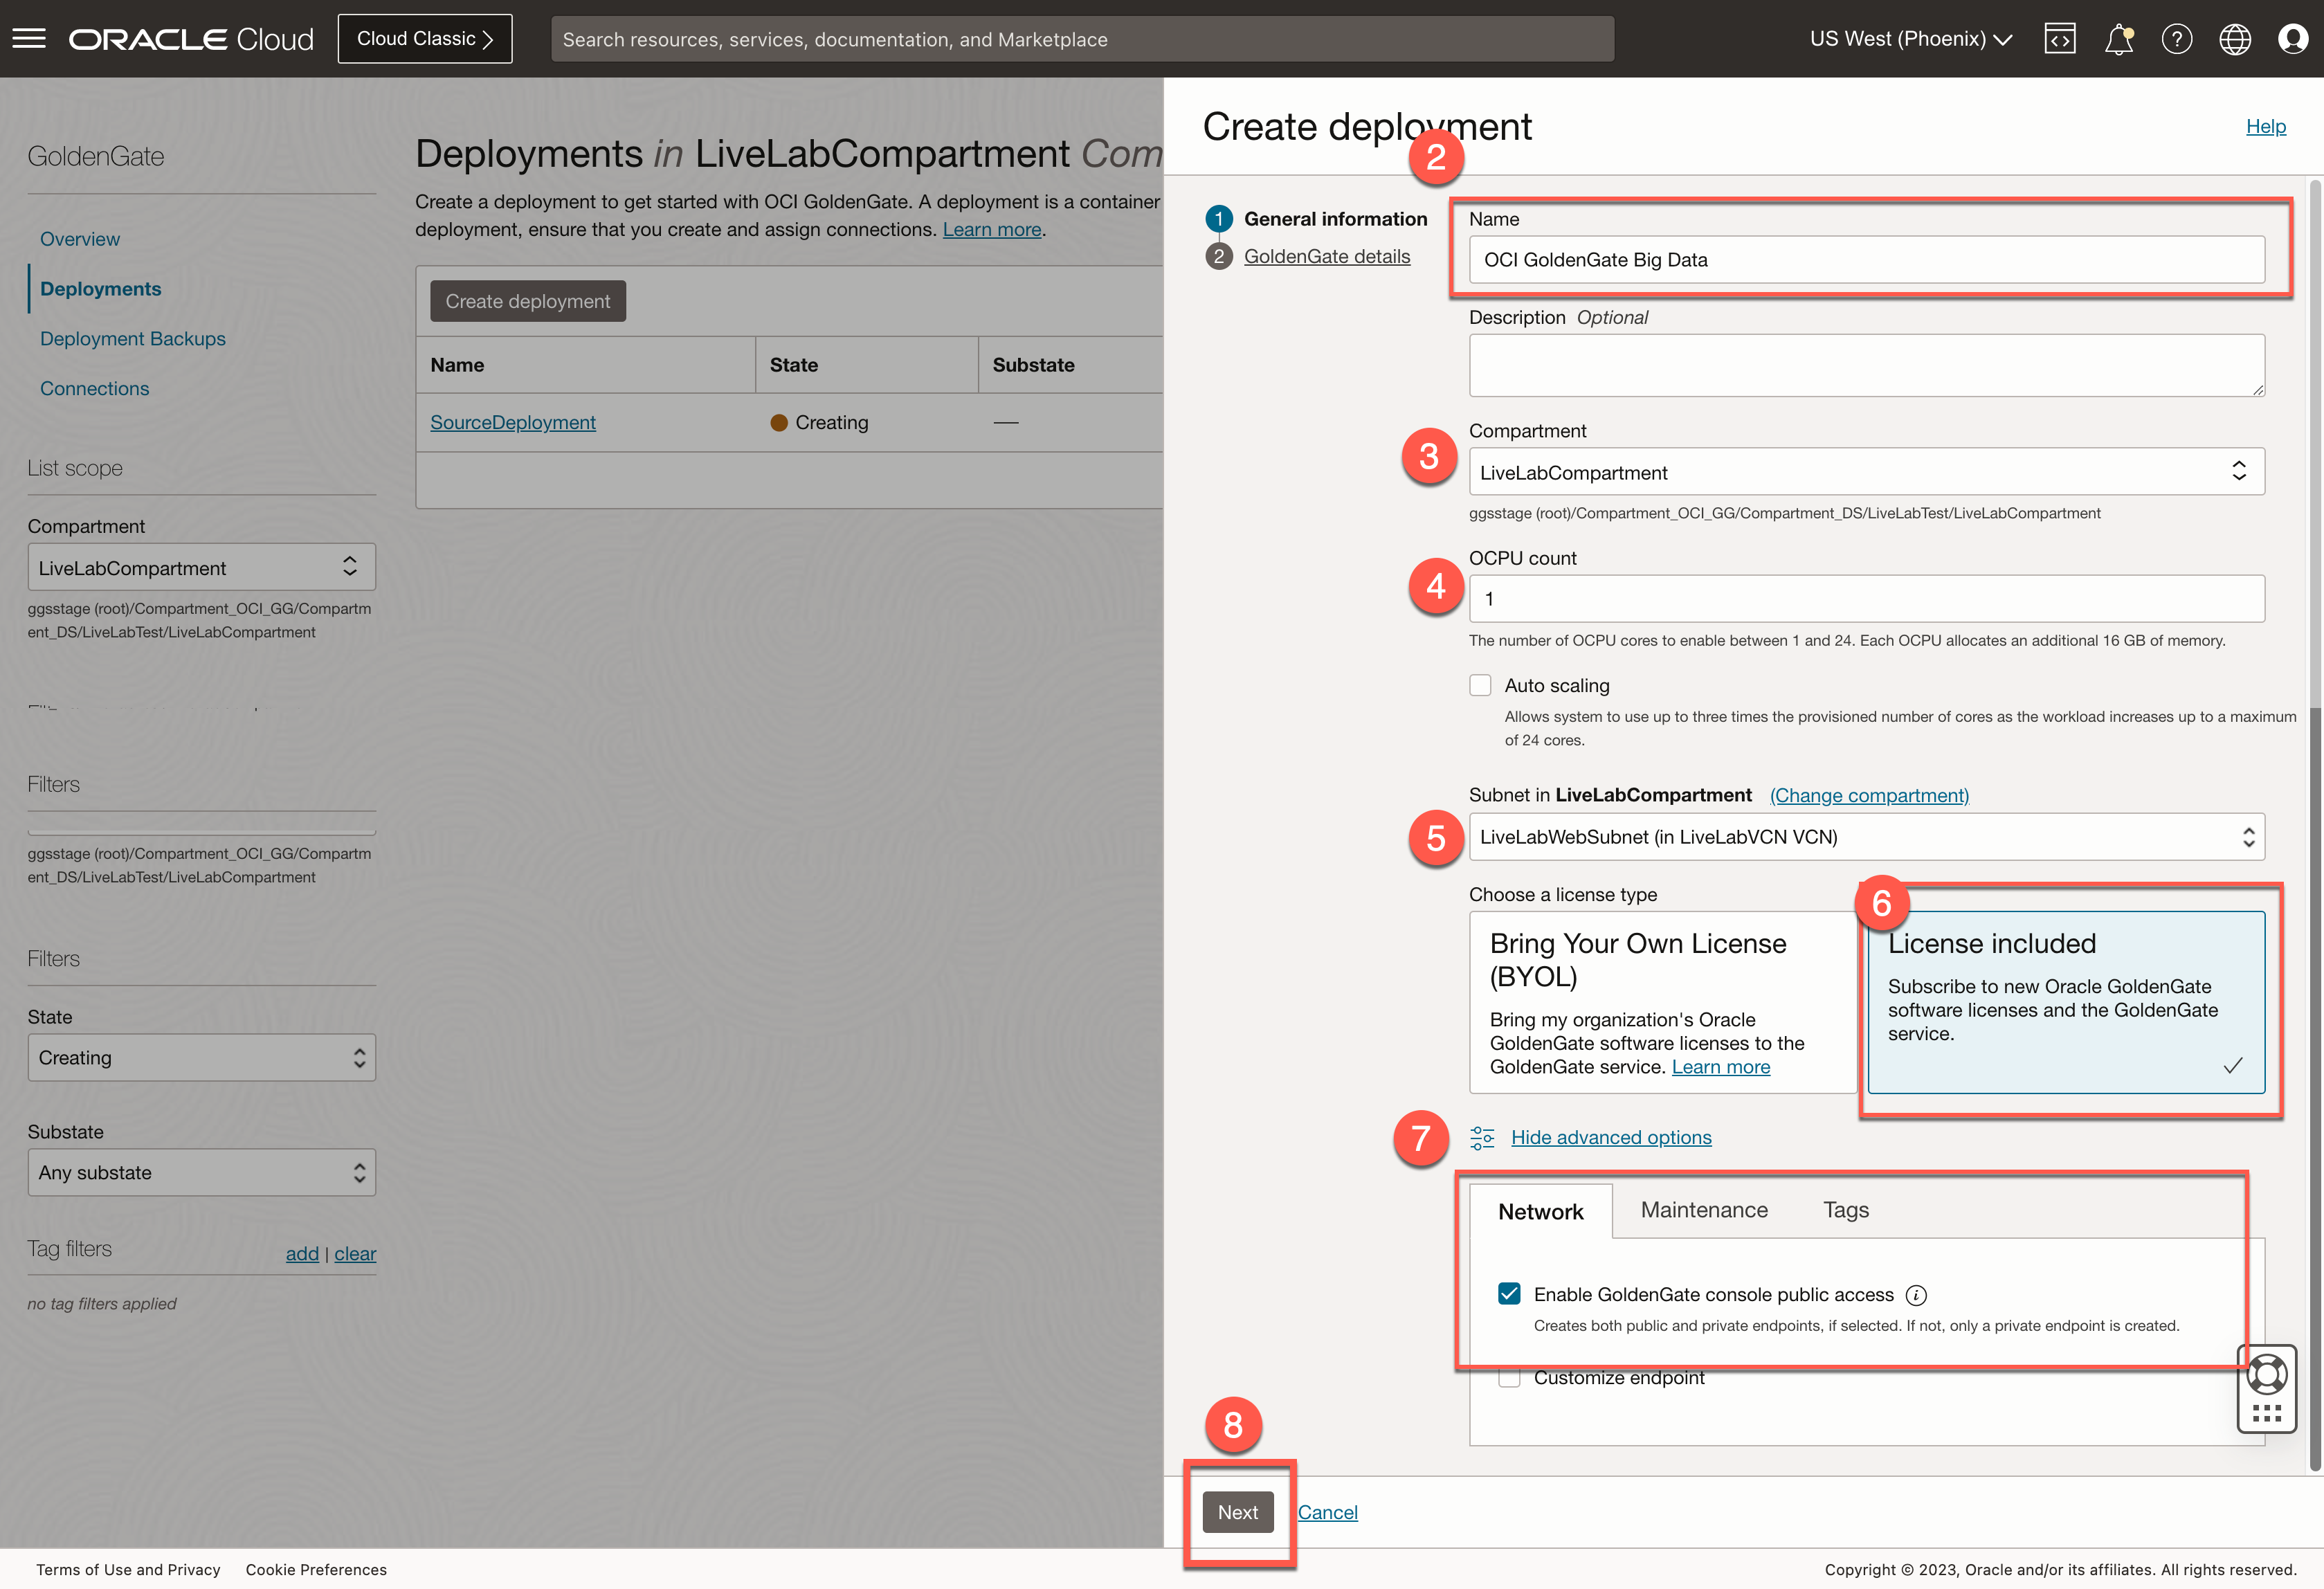 ORACLE Cloud
Cloud Classic
Search resources, services, documentation, and Marketplace
US West (Phoenix)
GoldenGate
Overview
Deployments
Deployment Backups
Connections
List scope
Compartment
LiveLabCompartment
ggsstage (root)/Compartment_OCI_GG/Compartm
ent_DS/LiveLabTest/LiveLabCompartment
Filters
ggsstage (root)/Compartment_OCI_GG/Compartm
ent_DS/LiveLabTest/LiveLabCompartment
Filters
State
Creating
Substate
Any substate
Tag filters
add | clear
no tag filters applied
Deployments in LiveLabCompartment Com
Create a deployment to get started with OCI GoldenGate. A deployment is a container
deployment, ensure that you create and assign connections. Learn more.
Create deployment
Name State Substate
SourceDeployment Creating —
Create deployment
Help
1 General information
2 GoldenGate details
2
Name
OCI GoldenGate Big Data
Description Optional
3
Compartment
LiveLabCompartment
ggsstage (root)/Compartment_OCI_GG/Compartment_DS/LiveLabTest/LiveLabCompartment
4
OCPU count
1
The number of OCPU cores to enable between 1 and 24. Each OCPU allocates an additional 16 GB of memory.
Auto scaling
Allows system to use up to three times the provisioned number of cores as the workload increases up to a maximum
of 24 cores.
Subnet in LiveLabCompartment (Change compartment)
5
LiveLabWebSubnet (in LiveLabVCN VCN)
Choose a license type
Bring Your Own License
(BYOL)
Bring my organization's Oracle
GoldenGate software licenses to the
GoldenGate service. Learn more
6
License included
Subscribe to new Oracle GoldenGate
software licenses and the GoldenGate
service.
7
Hide advanced options
Network Maintenance Tags
Enable GoldenGate console public access
Creates both public and private endpoints, if selected. If not, only a private endpoint is created.
Customize endpoint
8
Next Cancel
Terms of Use and Privacy Cookie Preferences
Copyright © 2023, Oracle and/or its affiliates. All rights reserved.